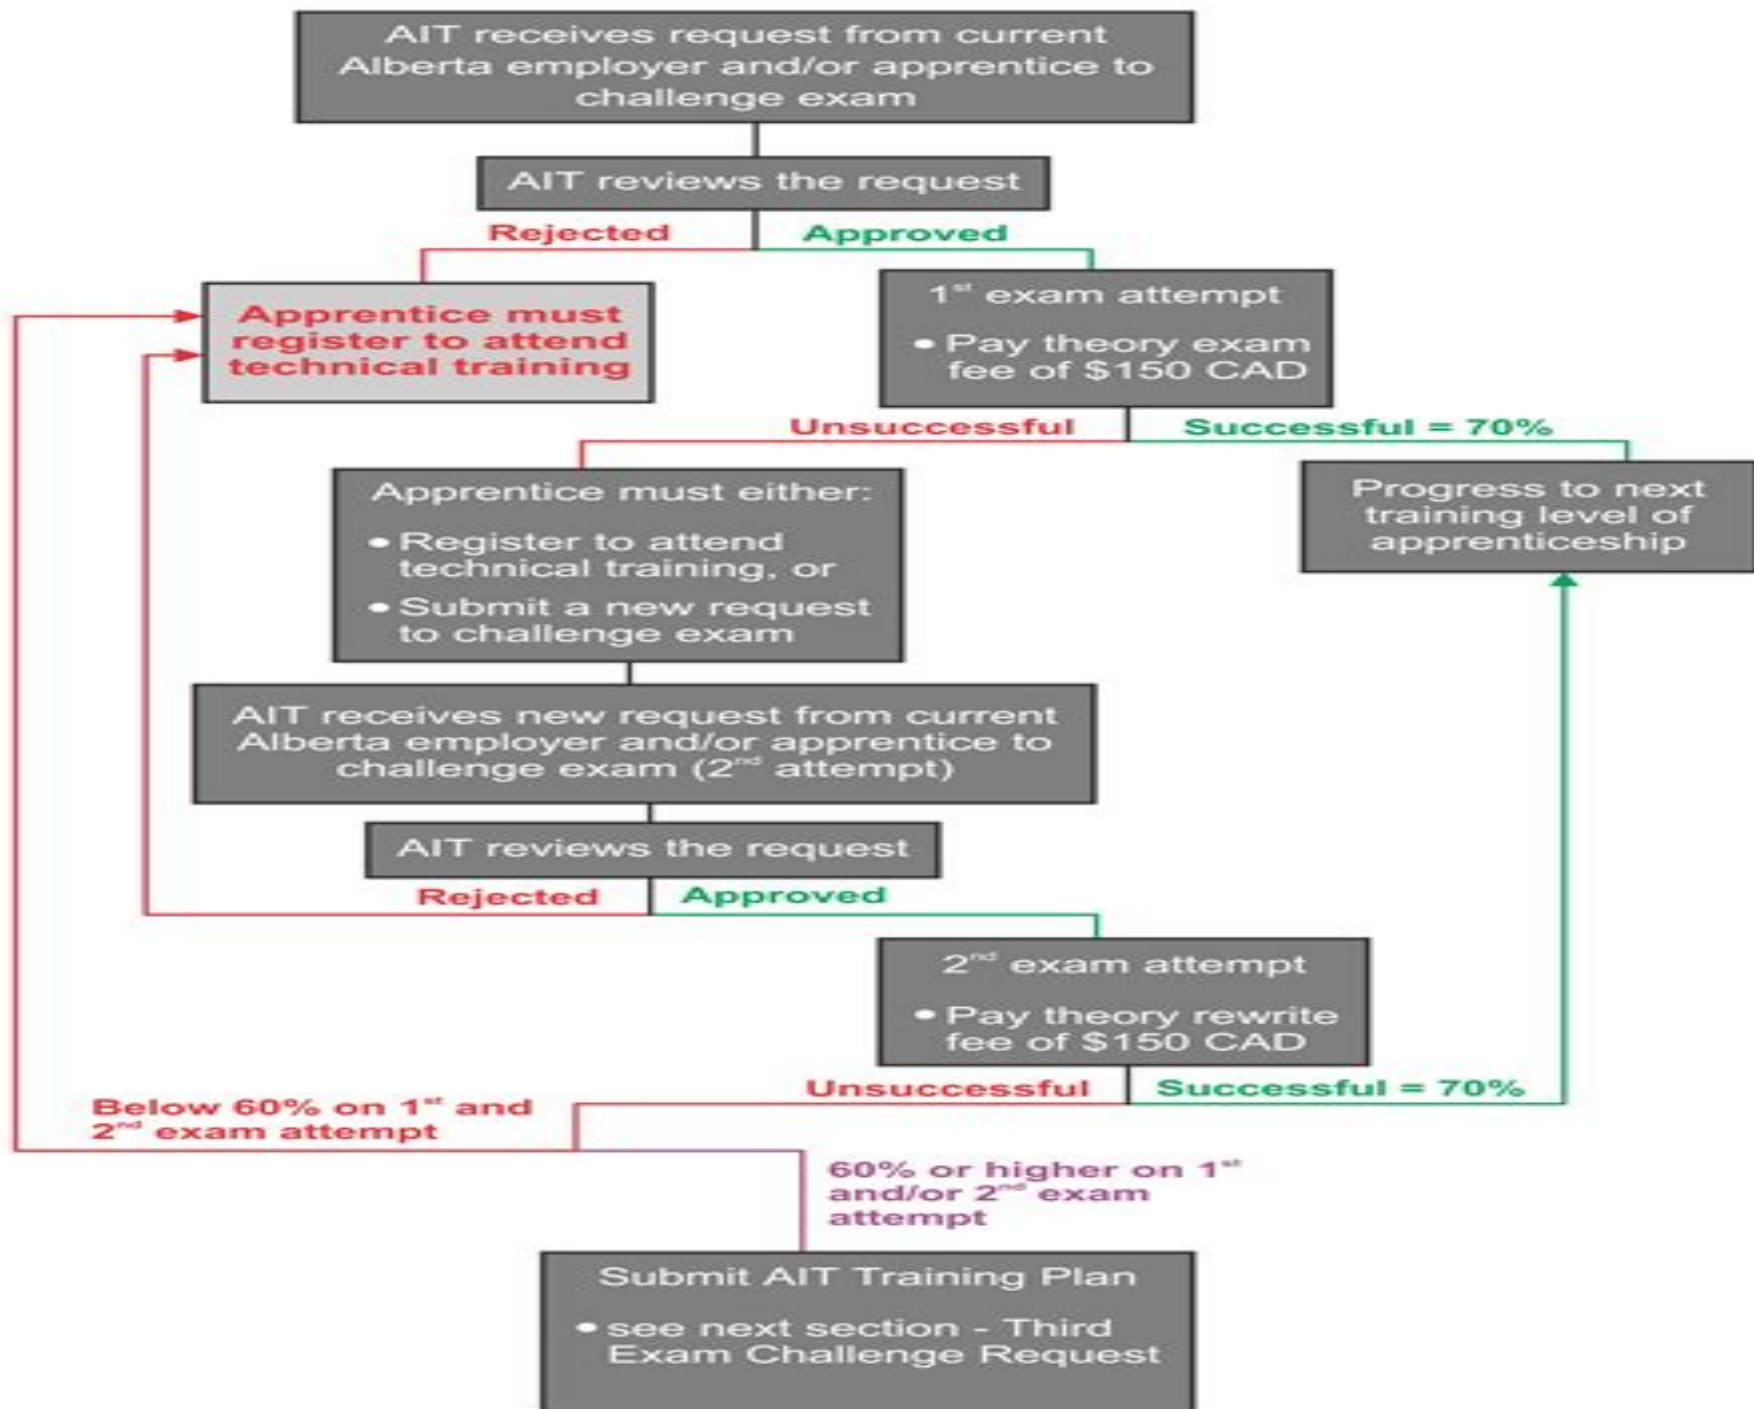 AIT receives request from current
Alberta employer and/or apprentice to
challenge exam
AIT reviews the request
Rejected
Approved
Apprentice must
register to attend
technical training
1st exam attempt
• Pay theory exam
fee of $150 CAD
Unsuccessful
Successful = 70%
Apprentice must either:
• Register to attend
technical training, or
• Submit a new request
to challenge exam
Progress to next
training level of
apprenticeship
AIT receives new request from current
Alberta employer and/or apprentice to
challenge exam (2nd attempt)
AIT reviews the request
Rejected
Approved
2nd exam attempt
• Pay theory rewrite
fee of $150 CAD
Unsuccessful
Successful = 70%
Below 60% on 1st and
2nd exam attempt
60% or higher on 1st
and/or 2nd exam
attempt
Submit AIT Training Plan
• see next section - Third
Exam Challenge Request